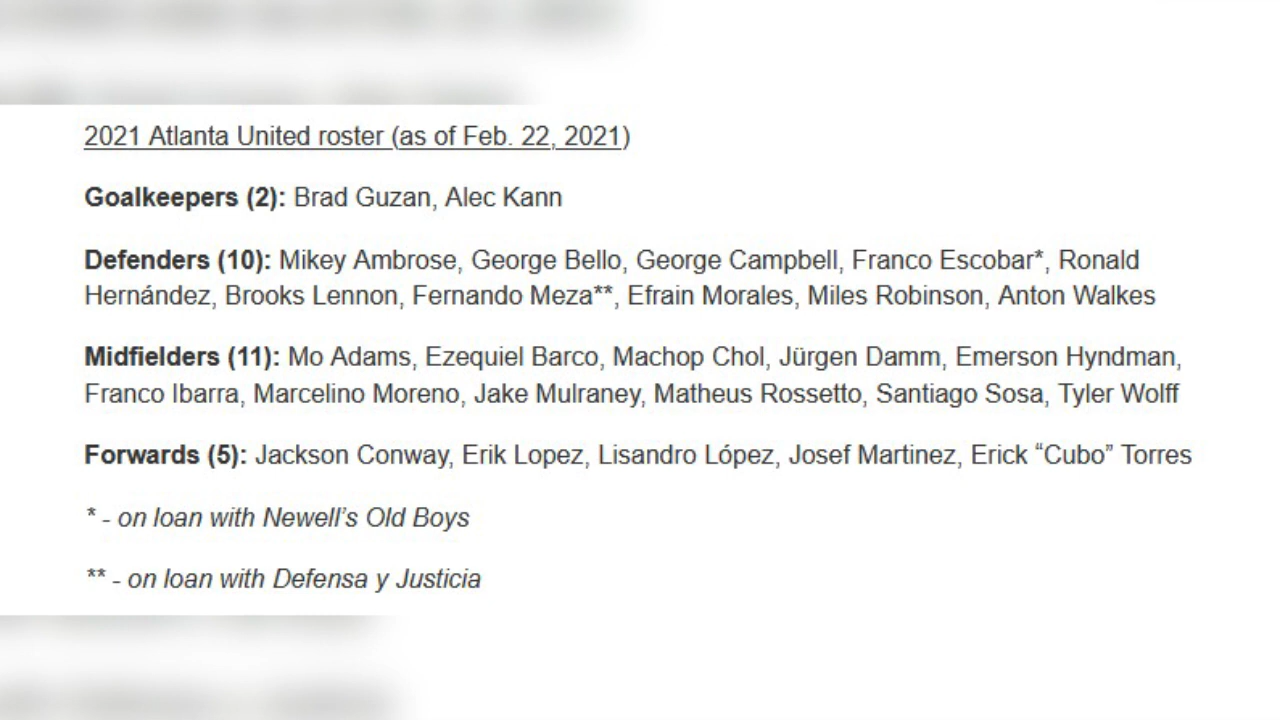 2021 Atlanta United roster (as of Feb. 22, 2021)
Goalkeepers (2): Brad Guzan, Alec Kann
Defenders (10): Mikey Ambrose, George Bello, George Campbell, Franco Escobar*, Ronald
Hernández, Brooks Lennon, Fernando Meza**, Efrain Morales, Miles Robinson, Anton Walkes
Midfielders (11): Mo Adams, Ezequiel Barco, Machop Chol, Jürgen Damm, Emerson Hyndman,
Franco Ibarra, Marcelino Moreno, Jake Mulraney, Matheus Rossetto, Santiago Sosa, Tyler Wolff
Forwards (5): Jackson Conway, Erik Lopez, Lisandro López, Josef Martinez, Erick “Cubo” Torres
* - on loan with Newell’s Old Boys
** - on loan with Defensa y Justicia